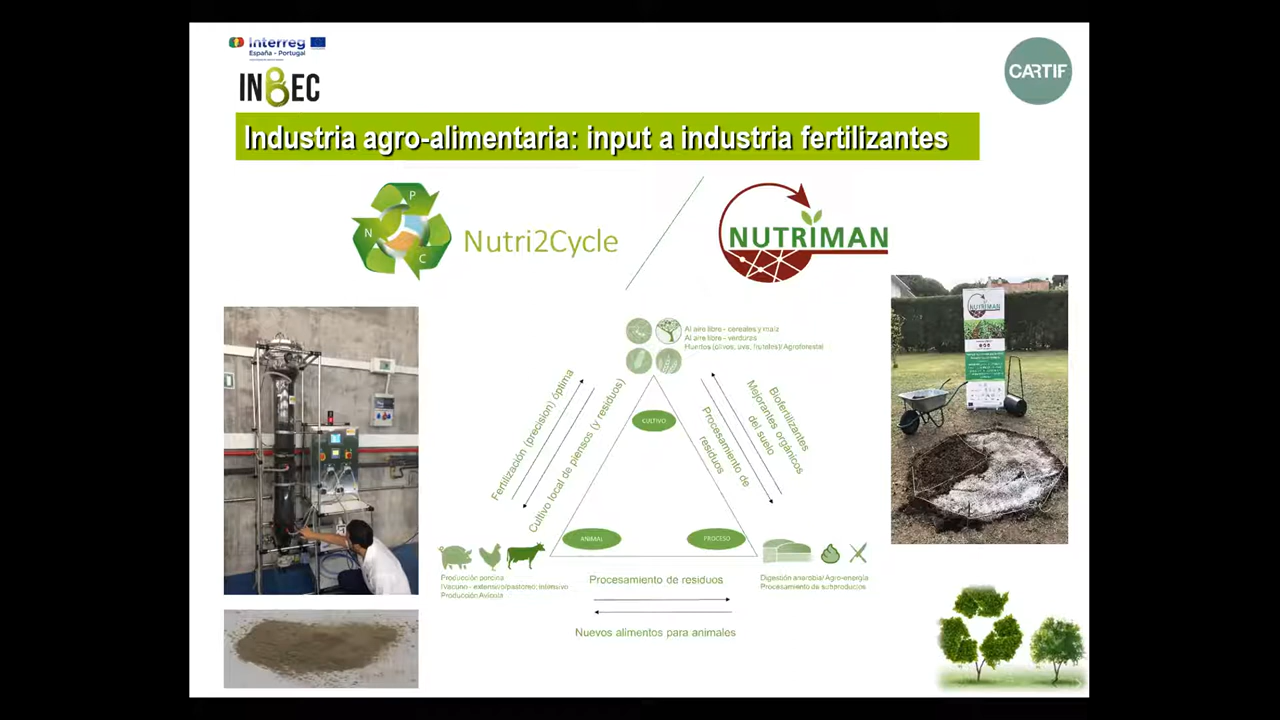 Interreg
España - Portugal
INBEC
CARTIF
Industria agro-alimentaria: input a industria fertilizantes
P
N
C
Nutri2Cycle
NUTRIMAN
NUTRIMAN
Al aire libre - cereales y maíz
Al aire libre - verduras
Huertos (olivos, uva, frutales)/ Agroforestal
Fertilización (precision) óptima
Cultivo local de piensos (y residuos)
CULTIVO
Procesamiento de
residuos
Biofertilizantes
Mejorantes orgánicos
del suelo
ANIMAL
PROCESO
Producción porcina
(Vacuno - extensivo/pastoreo; intensivo
Producción Avícola
Procesamiento de residuos
Nuevos alimentos para animales
Digestión anaerobia/ Agro-energía
Procesamiento de subproductos